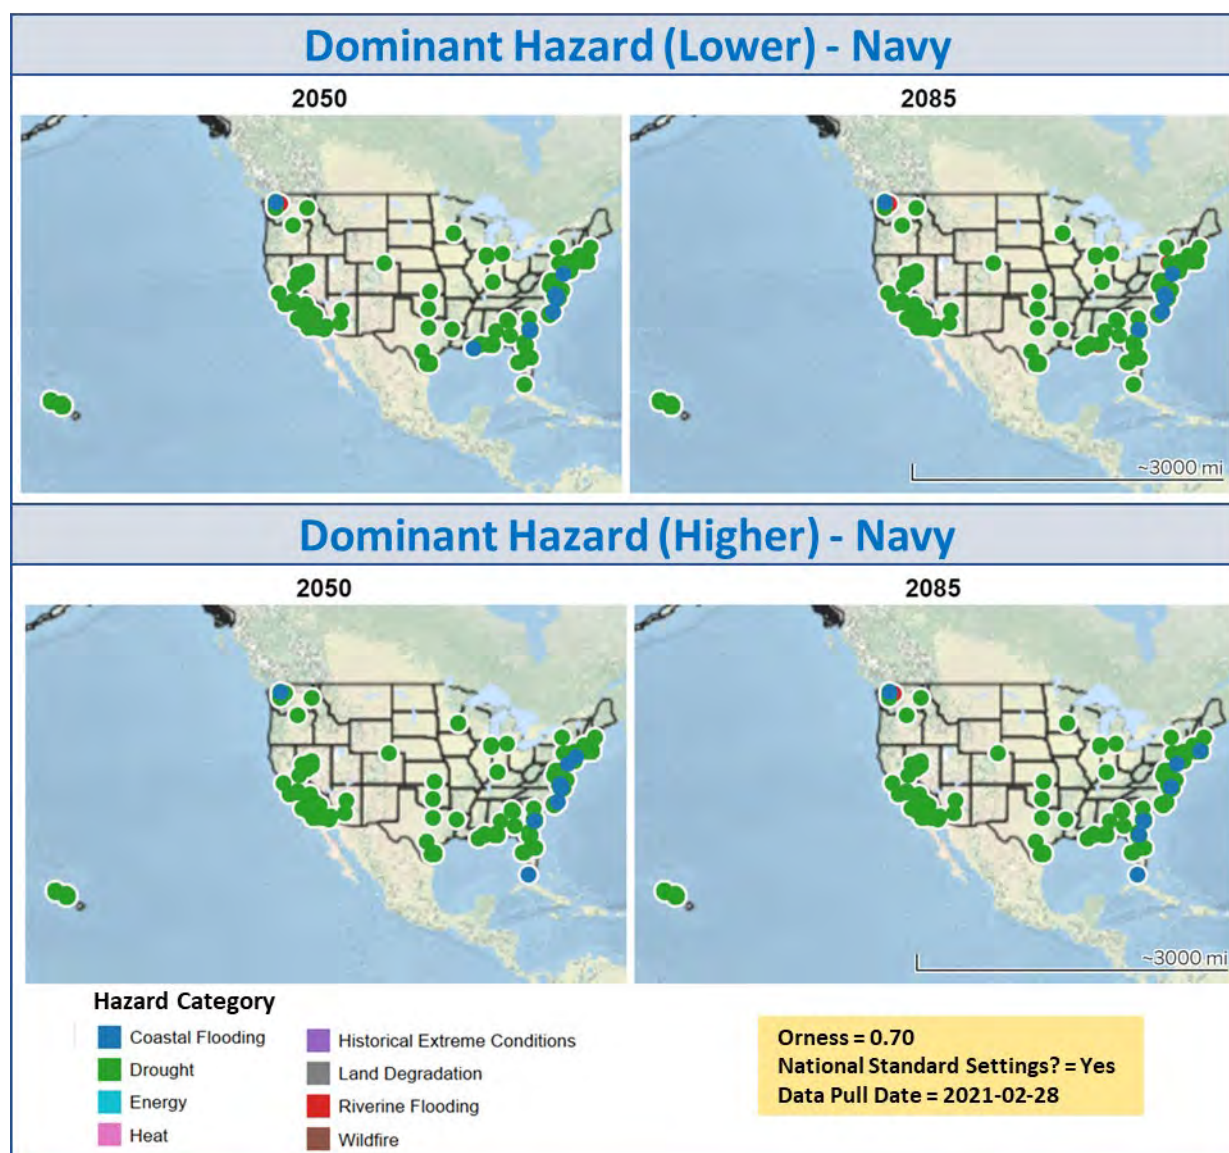 Dominant Hazard (Lower) - Navy
2050
2085
~3000 mi
Dominant Hazard (Higher) - Navy
2050
2085
~3000 mi
Hazard Category
Coastal Flooding
Drought
Energy
Heat
Historical Extreme Conditions
Land Degradation
Riverine Flooding
Wildfire
Orness = 0.70
National Standard Settings? = Yes
Data Pull Date = 2021-02-28